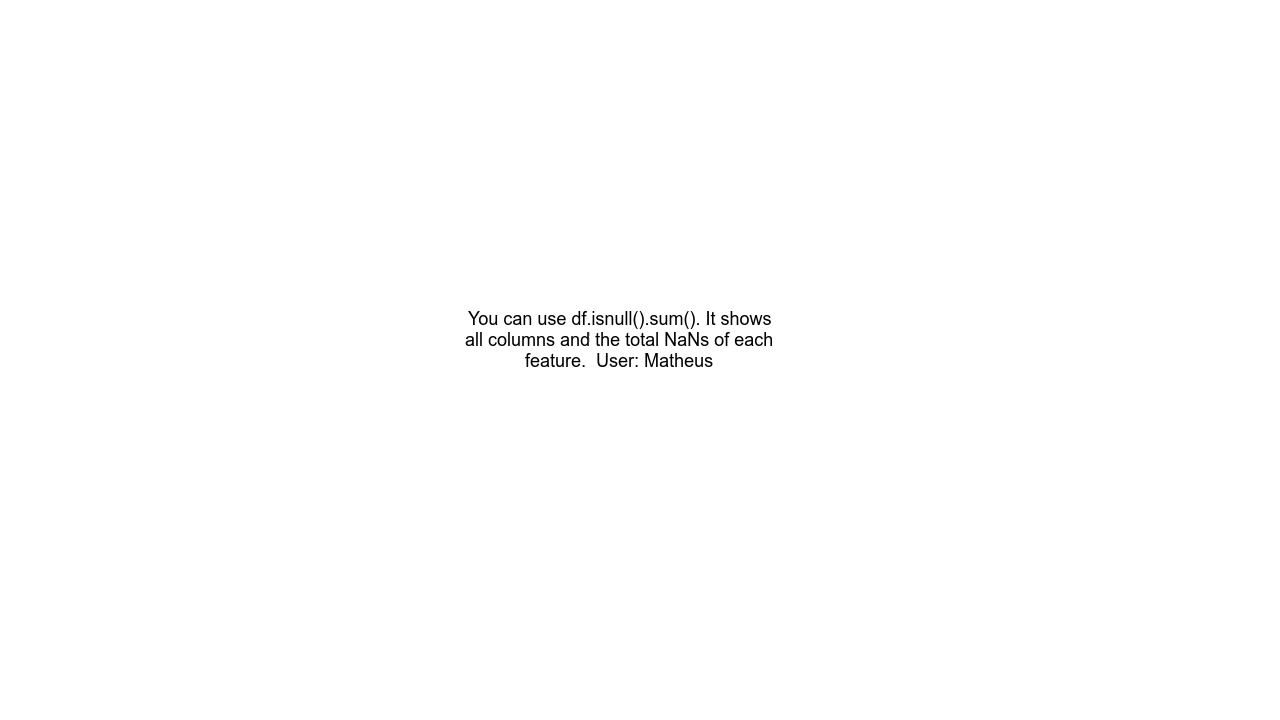 You can use df.isnull().sum(). It shows
all columns and the total NaNs of each
feature.  User: Matheus